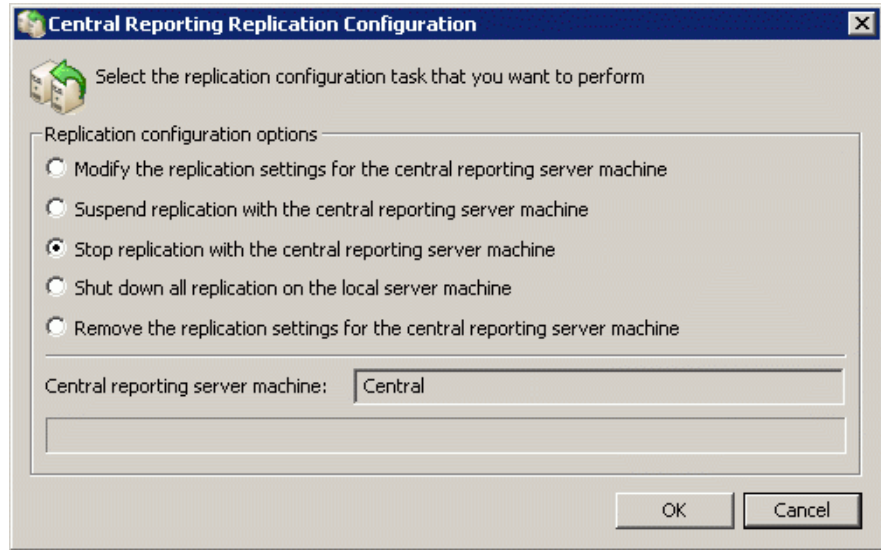 Central Reporting Replication Configuration
Select the replication configuration task that you want to perform
Replication configuration options
Modify the replication settings for the central reporting server machine
Suspend replication with the central reporting server machine
Stop replication with the central reporting server machine
Shut down all replication on the local server machine
Remove the replication settings for the central reporting server machine
Central reporting server machine: Central
OK Cancel